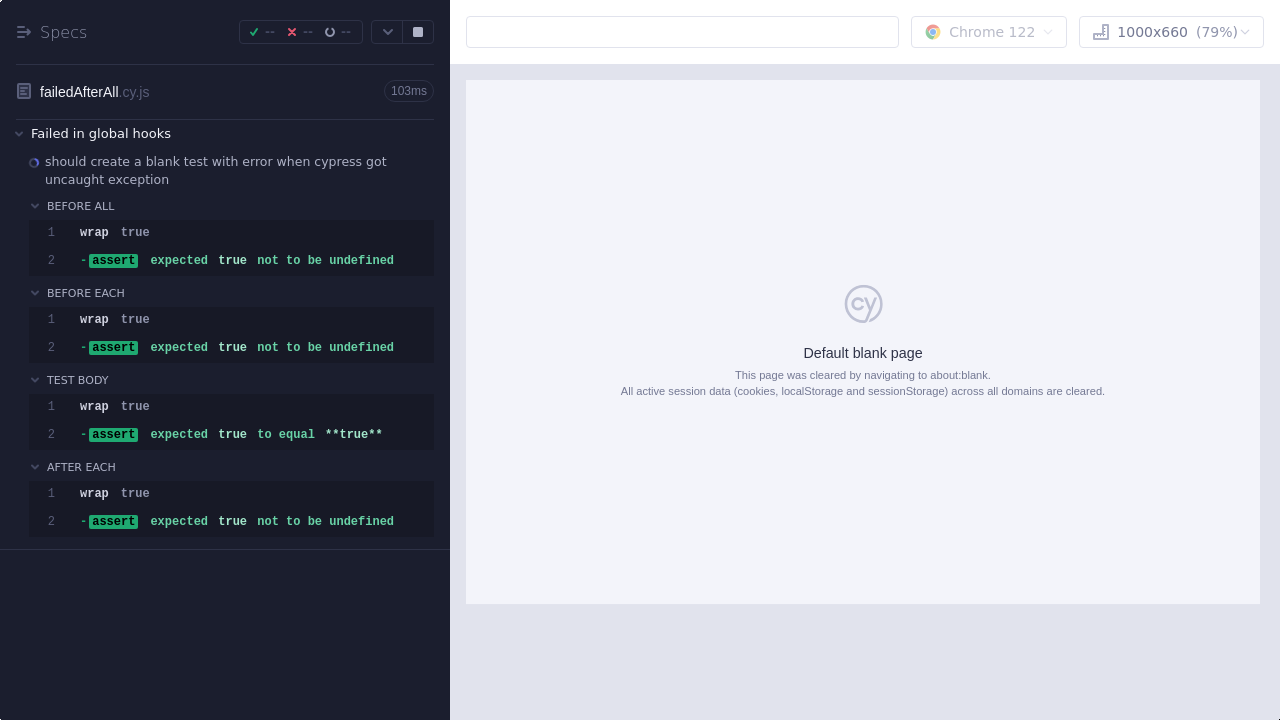 Specs
--
--
--
failedAfterAll.cy.js
103ms
Failed in global hooks
should create a blank test with error when cypress got
uncaught exception
BEFORE ALL
1 wrap true
2 -assert expected true not to be undefined
BEFORE EACH
1 wrap true
2 -assert expected true not to be undefined
TEST BODY
1 wrap true
2 -assert expected true to equal **true**
AFTER EACH
1 wrap true
2 -assert expected true not to be undefined
Chrome 122
1000x660 (79%)
cy
Default blank page
This page was cleared by navigating to about:blank.
All active session data (cookies, localStorage and sessionStorage) across all domains are cleared.